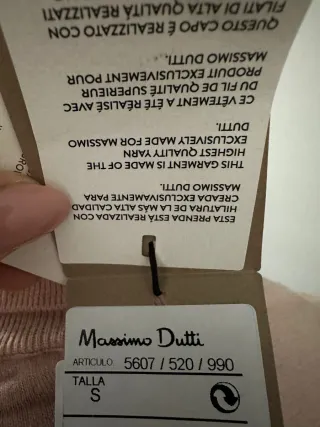 ESTA PRENDA ESTÁ REALIZADA CON
HILATURA DE LA MÁS ALTA CALIDAD
CREADA EXCLUSIVAMENTE PARA
MASSIMO DUTTI.
THIS GARMENT IS MADE OF THE
HIGHEST QUALITY YARN
EXCLUSIVELY MADE FOR MASSIMO
DUTTI.
CE VÊTEMENT A ÉTÉ RÉALISÉ AVEC
DU FIL DE QUALITÉ SUPÉRIEUR
PRODUIT EXCLUSIVEMENT POUR
MASSIMO DUTTI.
QUESTO CAPO È REALIZZATO CON
FILATI DI ALTA QUALITÀ REALIZZATI
Massimo Dutti
ARTICULO 5607 / 520 / 990
TALLA
S